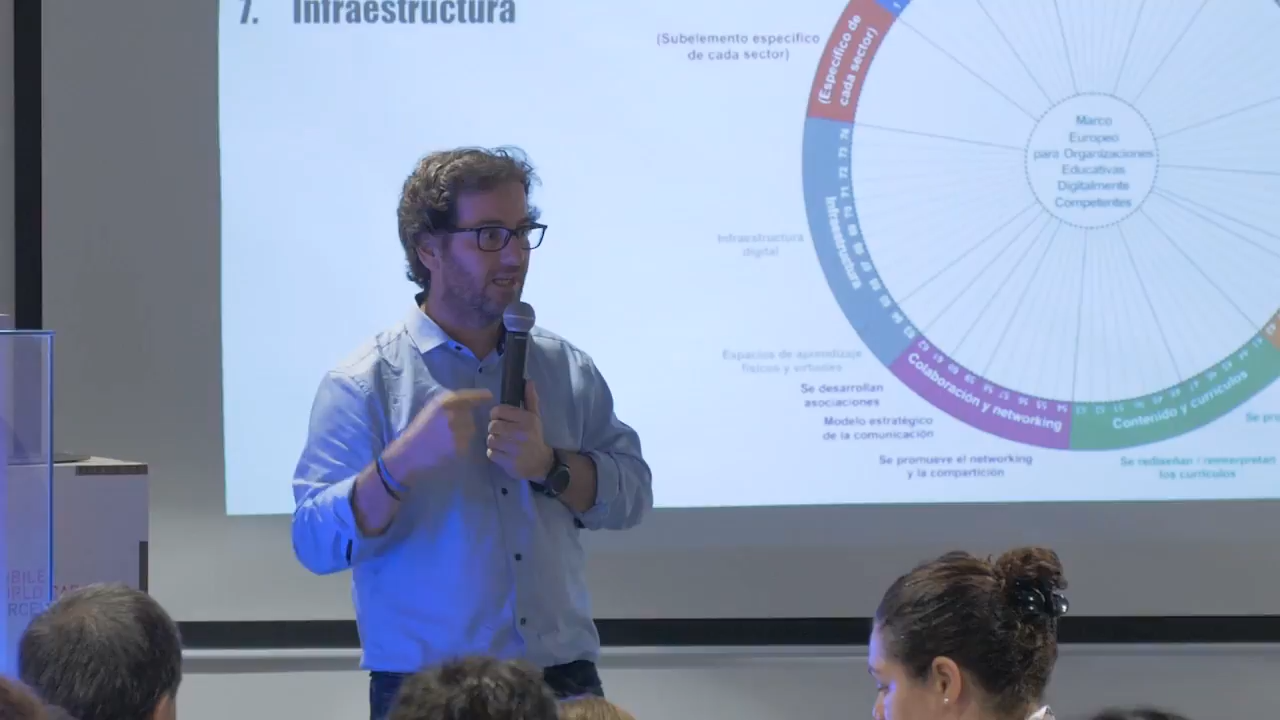 7. Infraestructura
(Subelemento específico
de cada sector)
(Específico de
cada sector)
Marco
Europeo
para Organizaciones
Educativas
Digitalmente
Competentes
Infraestructura
Infraestructura
digital
Espacios de aprendizaje
físicos y virtuales
Se desarrollan
asociaciones
Modelo estratégico
de la comunicación
Se promueve el networking
y la compartición
Colaboración y networking
Contenido y currículos
Se rediseñan / reinterpretan
los currículos
Se pro